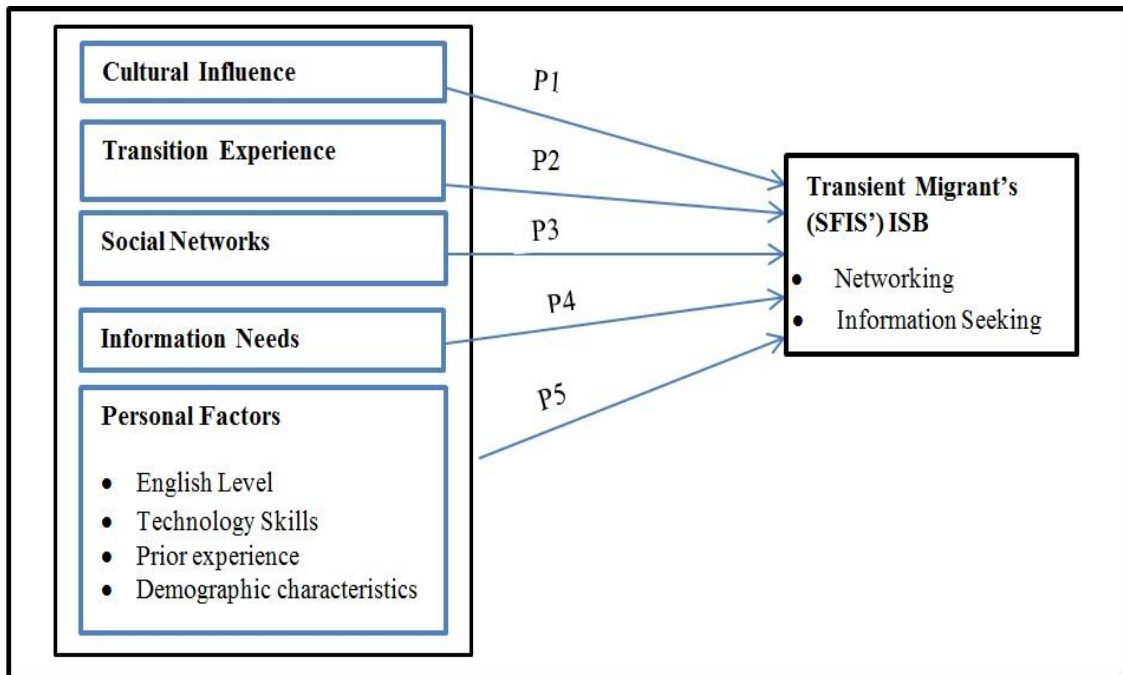 Cultural Influence
Transition Experience
Social Networks
Information Needs
Personal Factors
• English Level
• Technology Skills
• Prior experience
• Demographic characteristics
P1
P2
P3
P4
P5
Transient Migrant’s
(SFIS’) ISB
• Networking
• Information Seeking